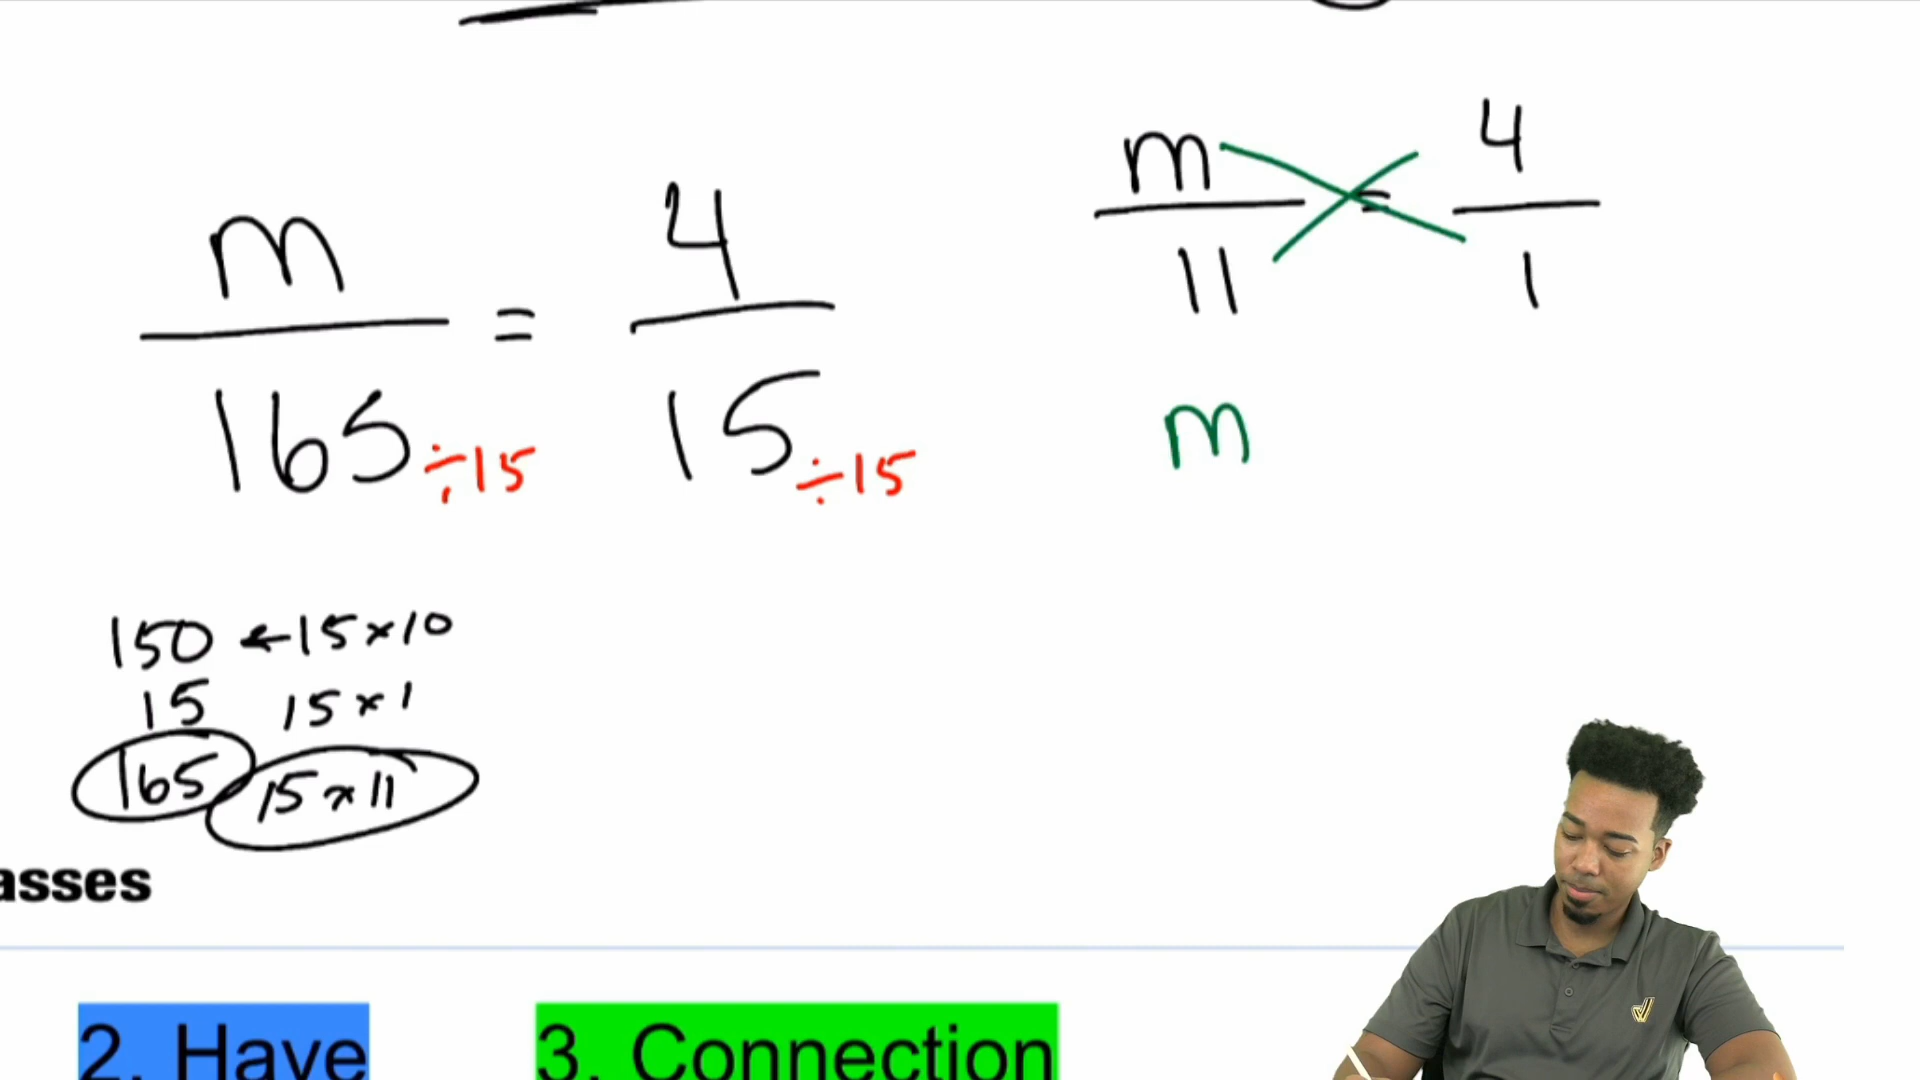 m/165 = 4/15
÷15 ÷15
m/11 = 4/1
m
150 ←15×10
15 15×1
165 15×11
asses
2. Have
3. Connection